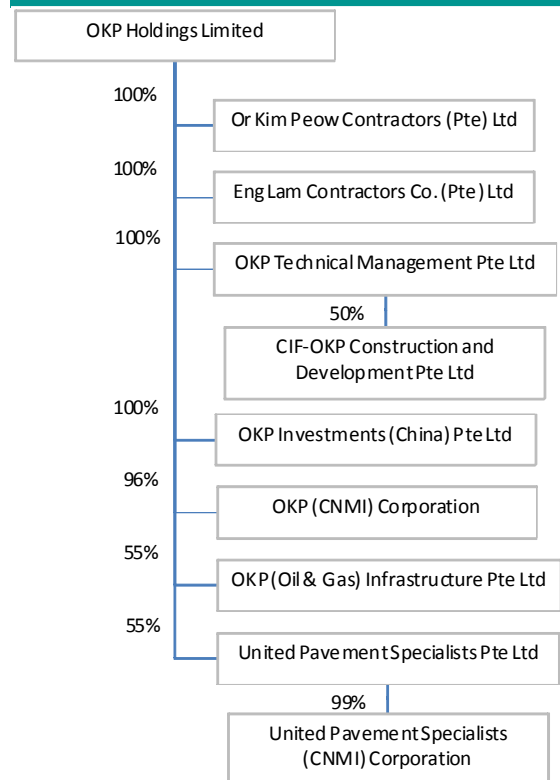 OKP Holdings Limited
100%
Or Kim Peow Contractors (Pte) Ltd
100%
Eng Lam Contractors Co. (Pte) Ltd
100%
OKP Technical Management Pte Ltd
50%
CIF-OKP Construction and
Development Pte Ltd
100%
OKP Investments (China) Pte Ltd
96%
OKP (CNMI) Corporation
55%
OKP (Oil & Gas) Infrastructure Pte Ltd
55%
United Pavement Specialists Pte Ltd
99%
United Pavement Specialists
(CNMI) Corporation